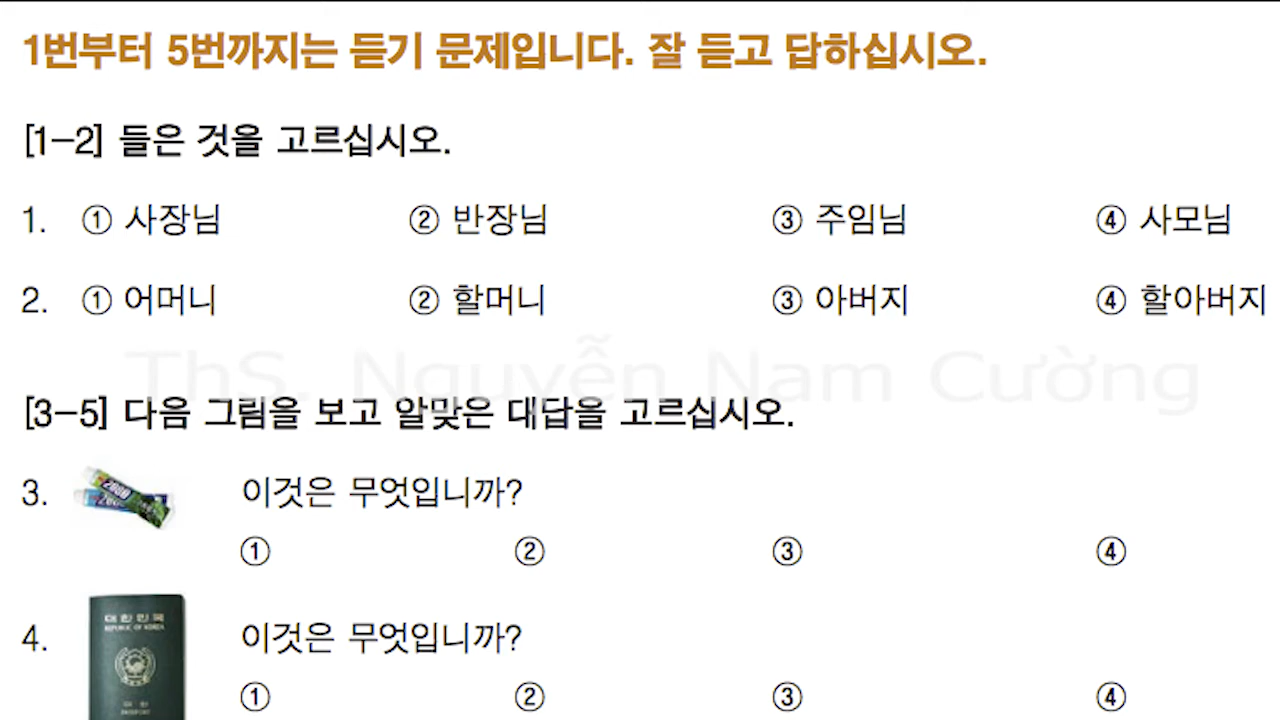 1번부터 5번까지는 듣기 문제입니다. 잘 듣고 답하십시오.
[1-2] 들은 것을 고르십시오.
1. ① 사장님 ② 반장님 ③ 주임님 ④ 사모님
2. ① 어머니 ② 할머니 ③ 아버지 ④ 할아버지
ThS. Nguyễn Nam Cường
[3-5] 다음 그림을 보고 알맞은 대답을 고르십시오.
3. 이것은 무엇입니까?
2080
① ② ③ ④
4. 이것은 무엇입니까?
대한민국
REPUBLIC OF KOREA
① ② ③ ④